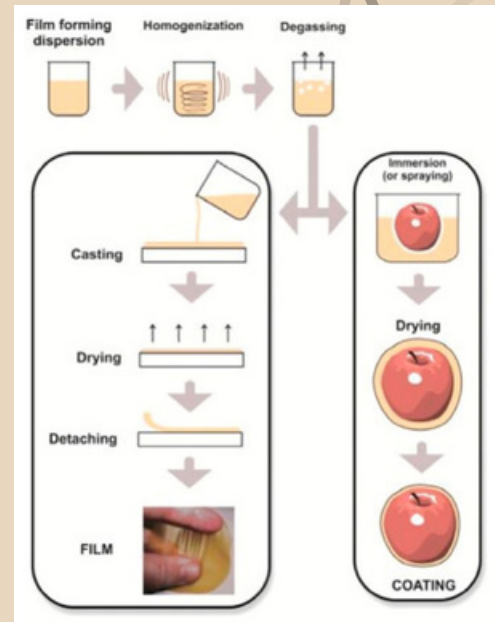 Film forming
dispersion
Homogenization
Degassing
Casting
Drying
Detaching
FILM
Immersion
(or spraying)
Drying
COATING